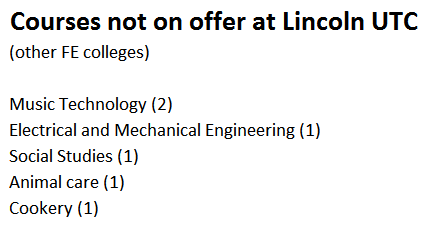 Courses not on offer at Lincoln UTC
(other FE colleges)
Music Technology (2)
Electrical and Mechanical Engineering (1)
Social Studies (1)
Animal care (1)
Cookery (1)